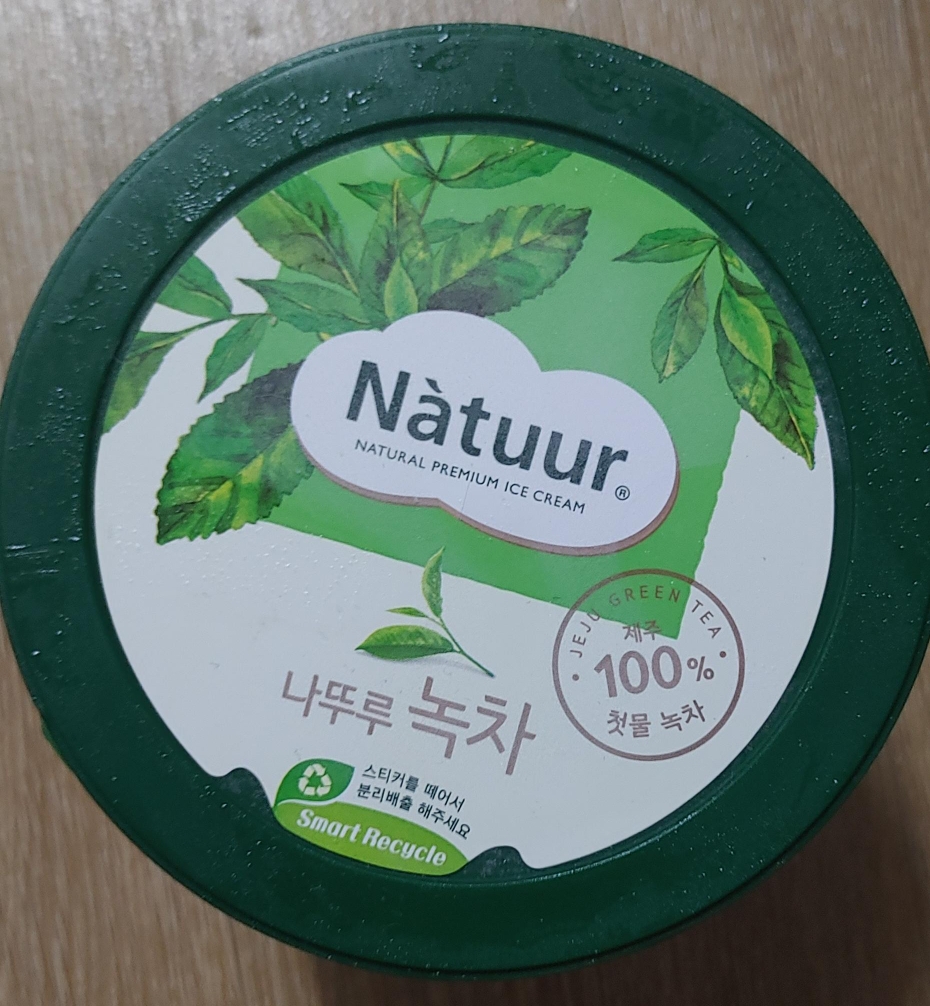 Nàtuur®
NATURAL PREMIUM ICE CREAM
JEJU GREEN TEA
제주
100%
첫물 녹차
나뚜루 녹차
스티커를 떼어서
분리배출 해주세요
Smart Recycle